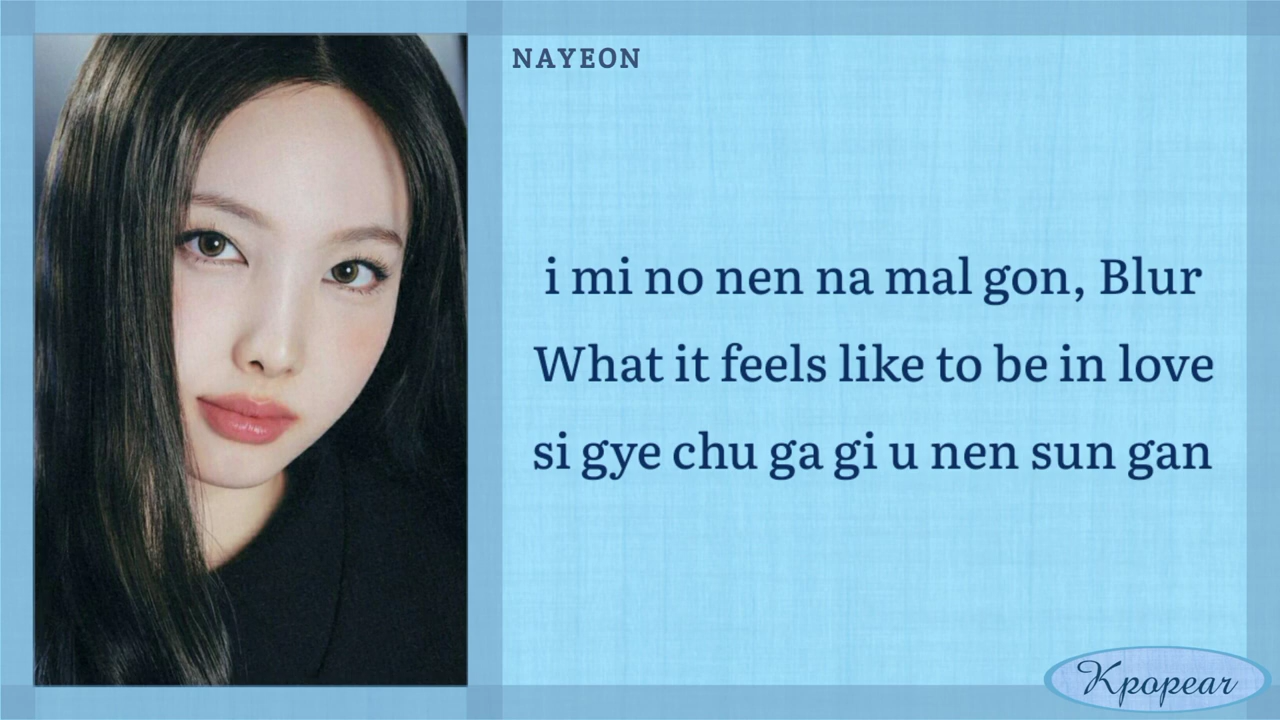 NAYEON
i mi no nen na mal gon, Blur
What it feels like to be in love
si gye chu ga gi u nen sun gan
Kpopear